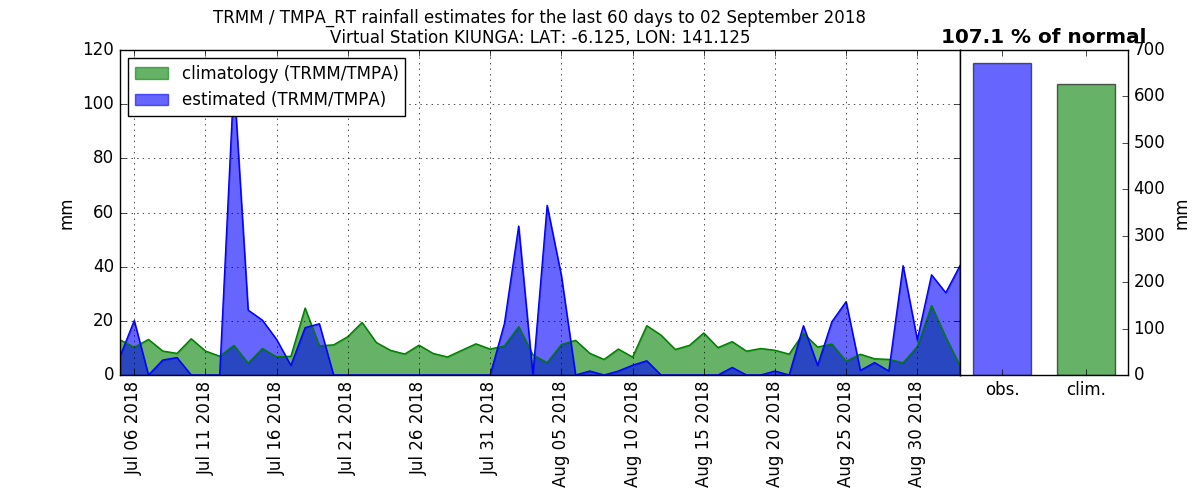 TRMM / TMPA_RT rainfall estimates for the last 60 days to 02 September 2018
Virtual Station KIUNGA: LAT: -6.125, LON: 141.125
107.1 % of normal
climatology (TRMM/TMPA)
estimated (TRMM/TMPA)
mm
120
100
80
60
40
20
0
Jul 06 2018
Jul 11 2018
Jul 16 2018
Jul 21 2018
Jul 26 2018
Jul 31 2018
Aug 05 2018
Aug 10 2018
Aug 15 2018
Aug 20 2018
Aug 25 2018
Aug 30 2018
obs.
clim.
700
600
500
400
300
200
100
0
mm